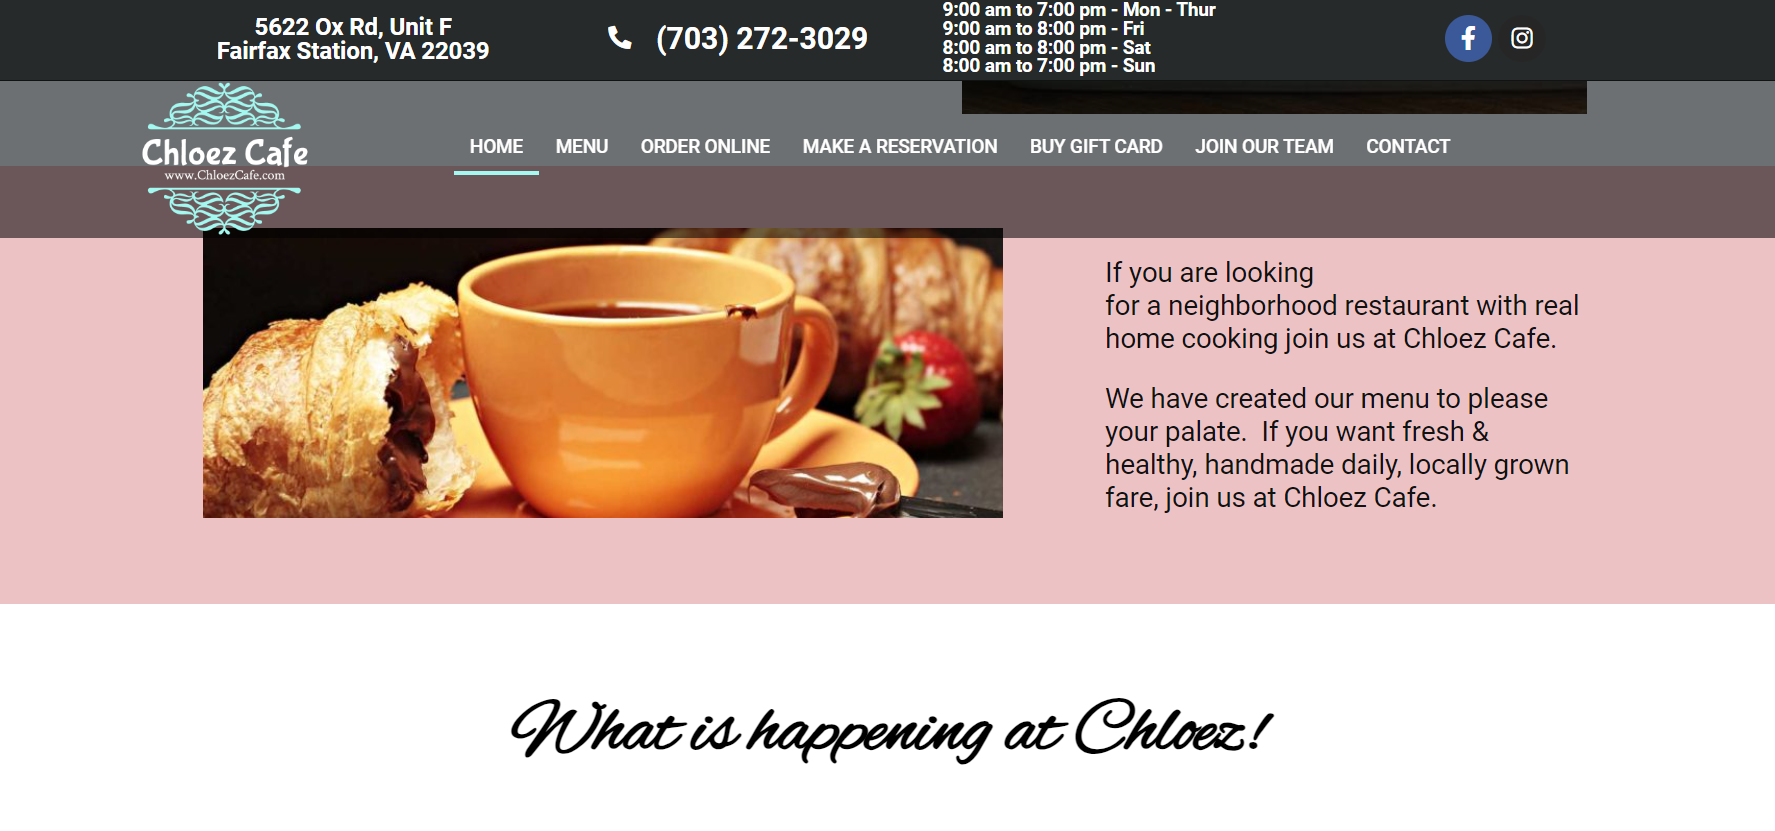 5622 Ox Rd, Unit F
Fairfax Station, VA 22039
(703) 272-3029
9:00 am to 7:00 pm - Mon - Thur
9:00 am to 8:00 pm - Fri
8:00 am to 8:00 pm - Sat
8:00 am to 7:00 pm - Sun
Chloez Cafe
www.ChloezCafe.com
HOME MENU ORDER ONLINE MAKE A RESERVATION BUY GIFT CARD JOIN OUR TEAM CONTACT
If you are looking
for a neighborhood restaurant with real
home cooking join us at Chloez Cafe.
We have created our menu to please
your palate.  If you want fresh &
healthy, handmade daily, locally grown
fare, join us at Chloez Cafe.
What is happening at Chloez!